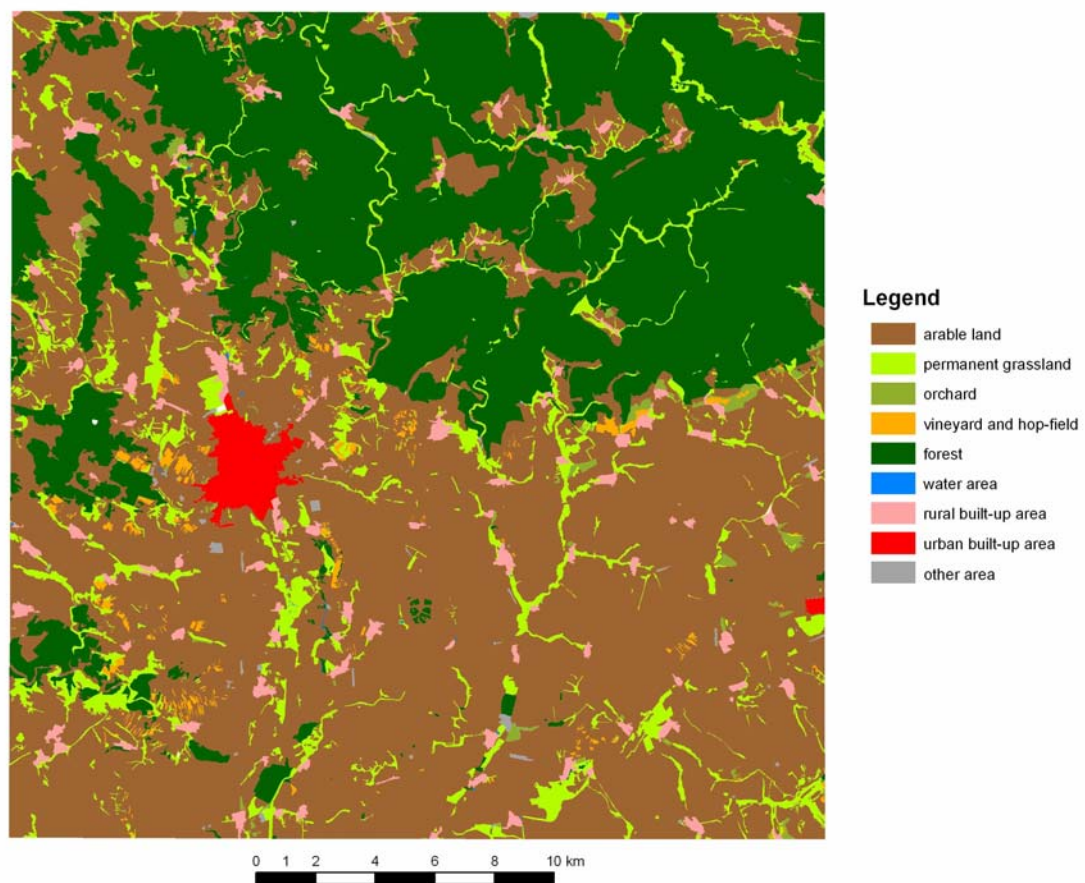 Legend
arable land
permanent grassland
orchard
vineyard and hop-field
forest
water area
rural built-up area
urban built-up area
other area
0 1 2 4 6 8 10 km